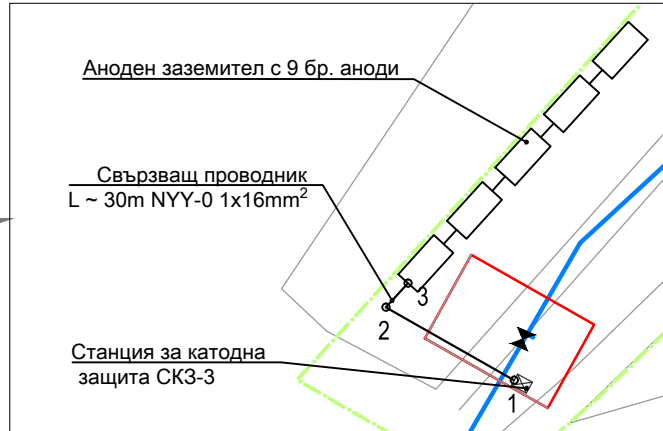 Аноден заземител с 9 бр. аноди
Свързващ проводник
L ~ 30m NYY-0 1x16mm²
3
2
Станция за катодна
защита СКЗ-3
1